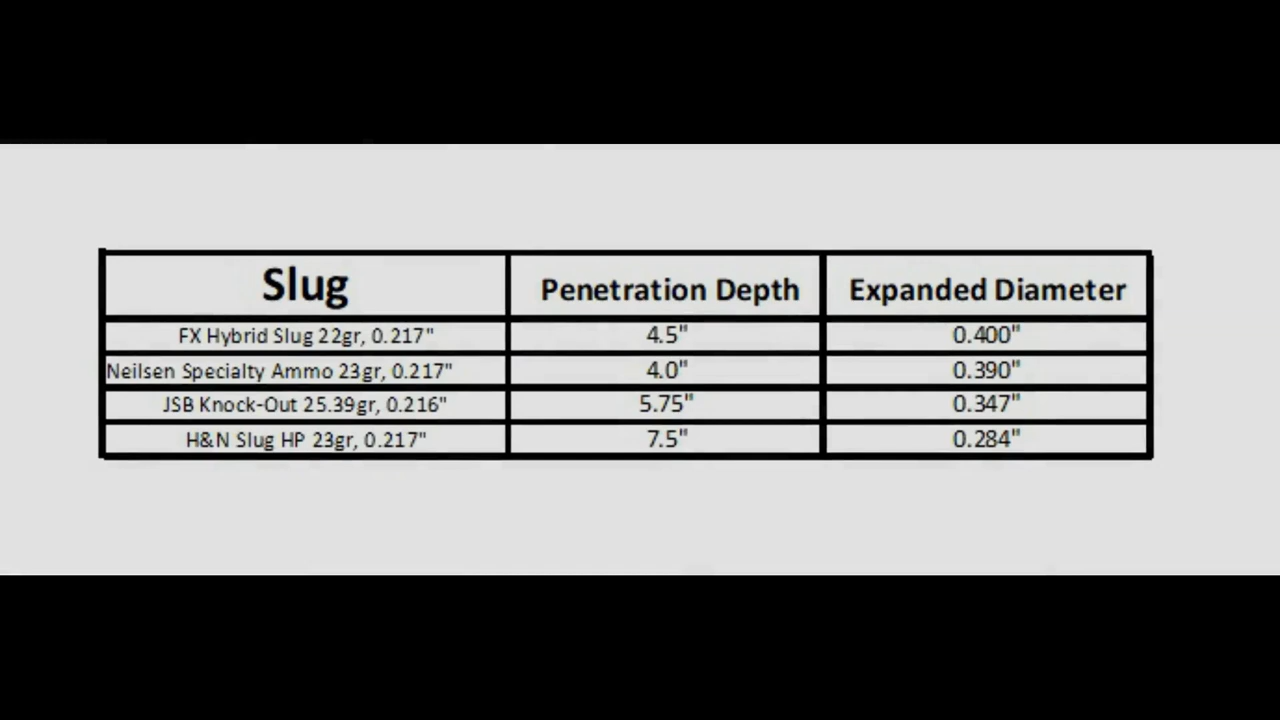 Slug Penetration Depth Expanded Diameter
FX Hybrid Slug 22gr, 0.217" 4.5" 0.400"
Neilsen Specialty Ammo 23gr, 0.217" 4.0" 0.390"
JSB Knock-Out 25.39gr, 0.216" 5.75" 0.347"
H&N Slug HP 23gr, 0.217" 7.5" 0.284"